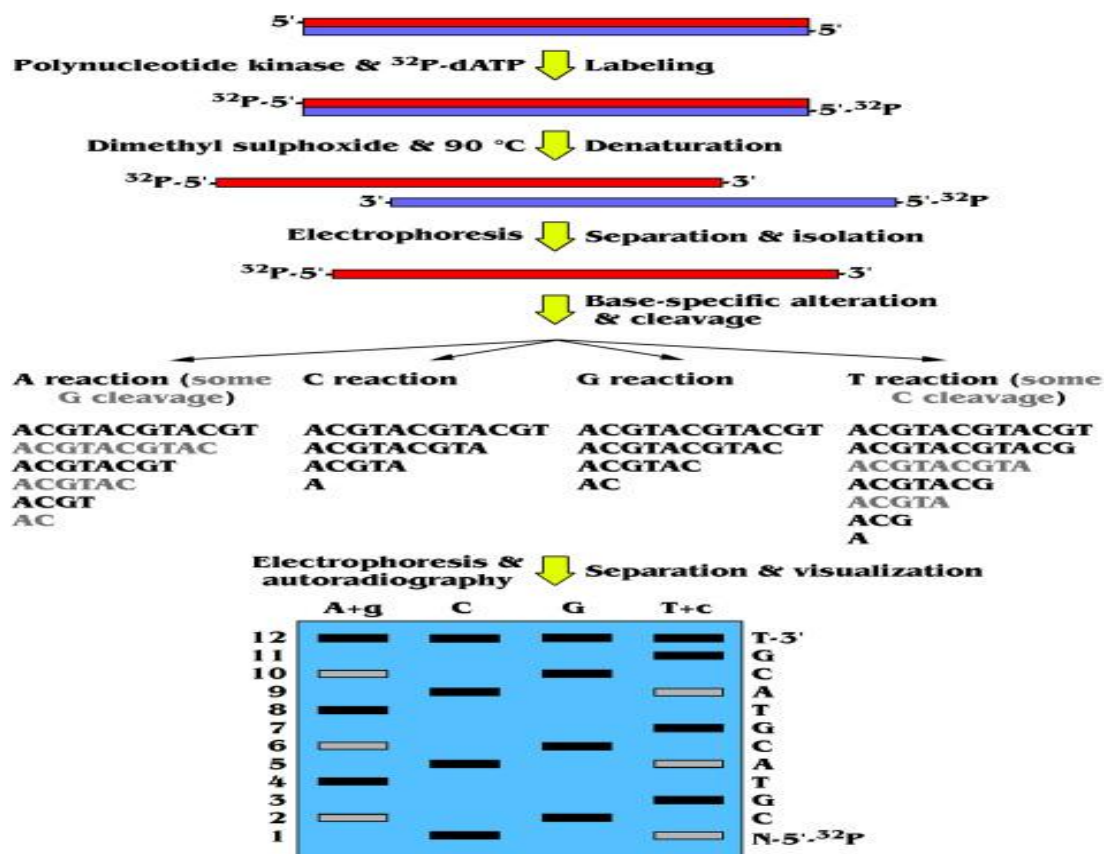 5'- -5'
Polynucleotide kinase & ³²P-dATP Labeling
³²P-5'- -5'-³²P
Dimethyl sulphoxide & 90 °C Denaturation
³²P-5'- -3'
3'- -5'-³²P
Electrophoresis Separation & isolation
³²P-5'- -3'
Base-specific alteration
& cleavage
A reaction (some
G cleavage)
ACGTACGTACGT
ACGTACGTAC
ACGTACGT
ACGTAC
ACGT
AC
C reaction
ACGTACGTACGT
ACGTACGTA
ACGTA
A
G reaction
ACGTACGTACGT
ACGTACGTAC
ACGTAC
AC
T reaction (some
C cleavage)
ACGTACGTACGT
ACGTACGTACG
ACGTACGTA
ACGTACG
ACGTA
ACG
A
Electrophoresis &
autoradiography
Separation & visualization
A+g C G T+c
12 T-3'
11 G
10 C
9 A
8 T
7 G
6 C
5 A
4 T
3 G
2 C
1 N-5'-³²P